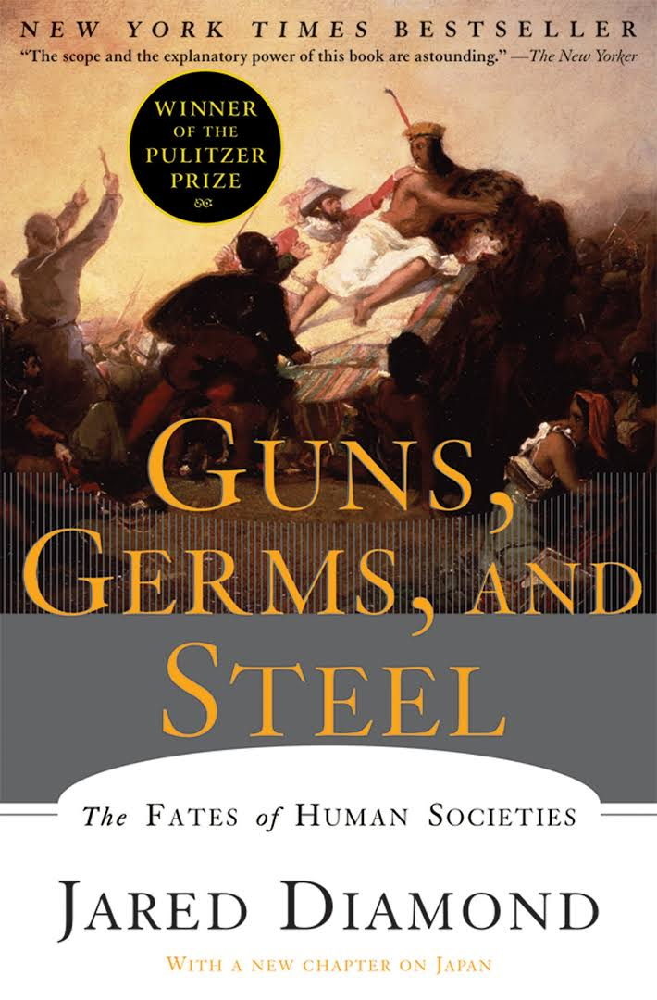 NEW YORK TIMES BESTSELLER
“The scope and the explanatory power of this book are astounding.” —The New Yorker
WINNER
OF THE
PULITZER
PRIZE
GUNS,
GERMS, AND
STEEL
The FATES of HUMAN SOCIETIES
JARED DIAMOND
WITH A NEW CHAPTER ON JAPAN